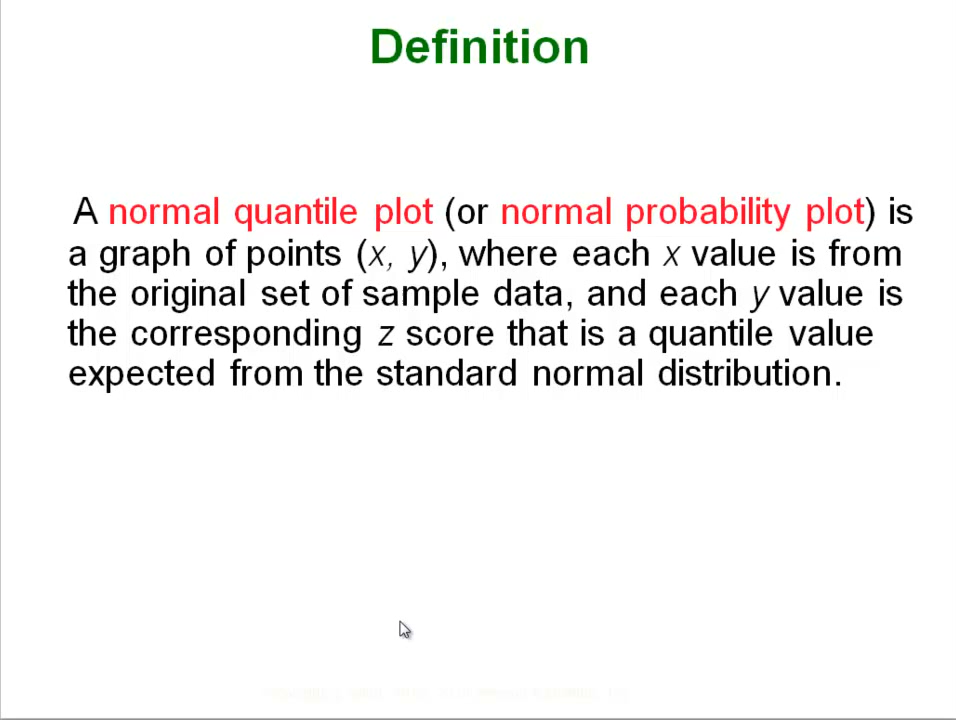 Definition
A normal quantile plot (or normal probability plot) is
a graph of points (x, y), where each x value is from
the original set of sample data, and each y value is
the corresponding z score that is a quantile value
expected from the standard normal distribution.